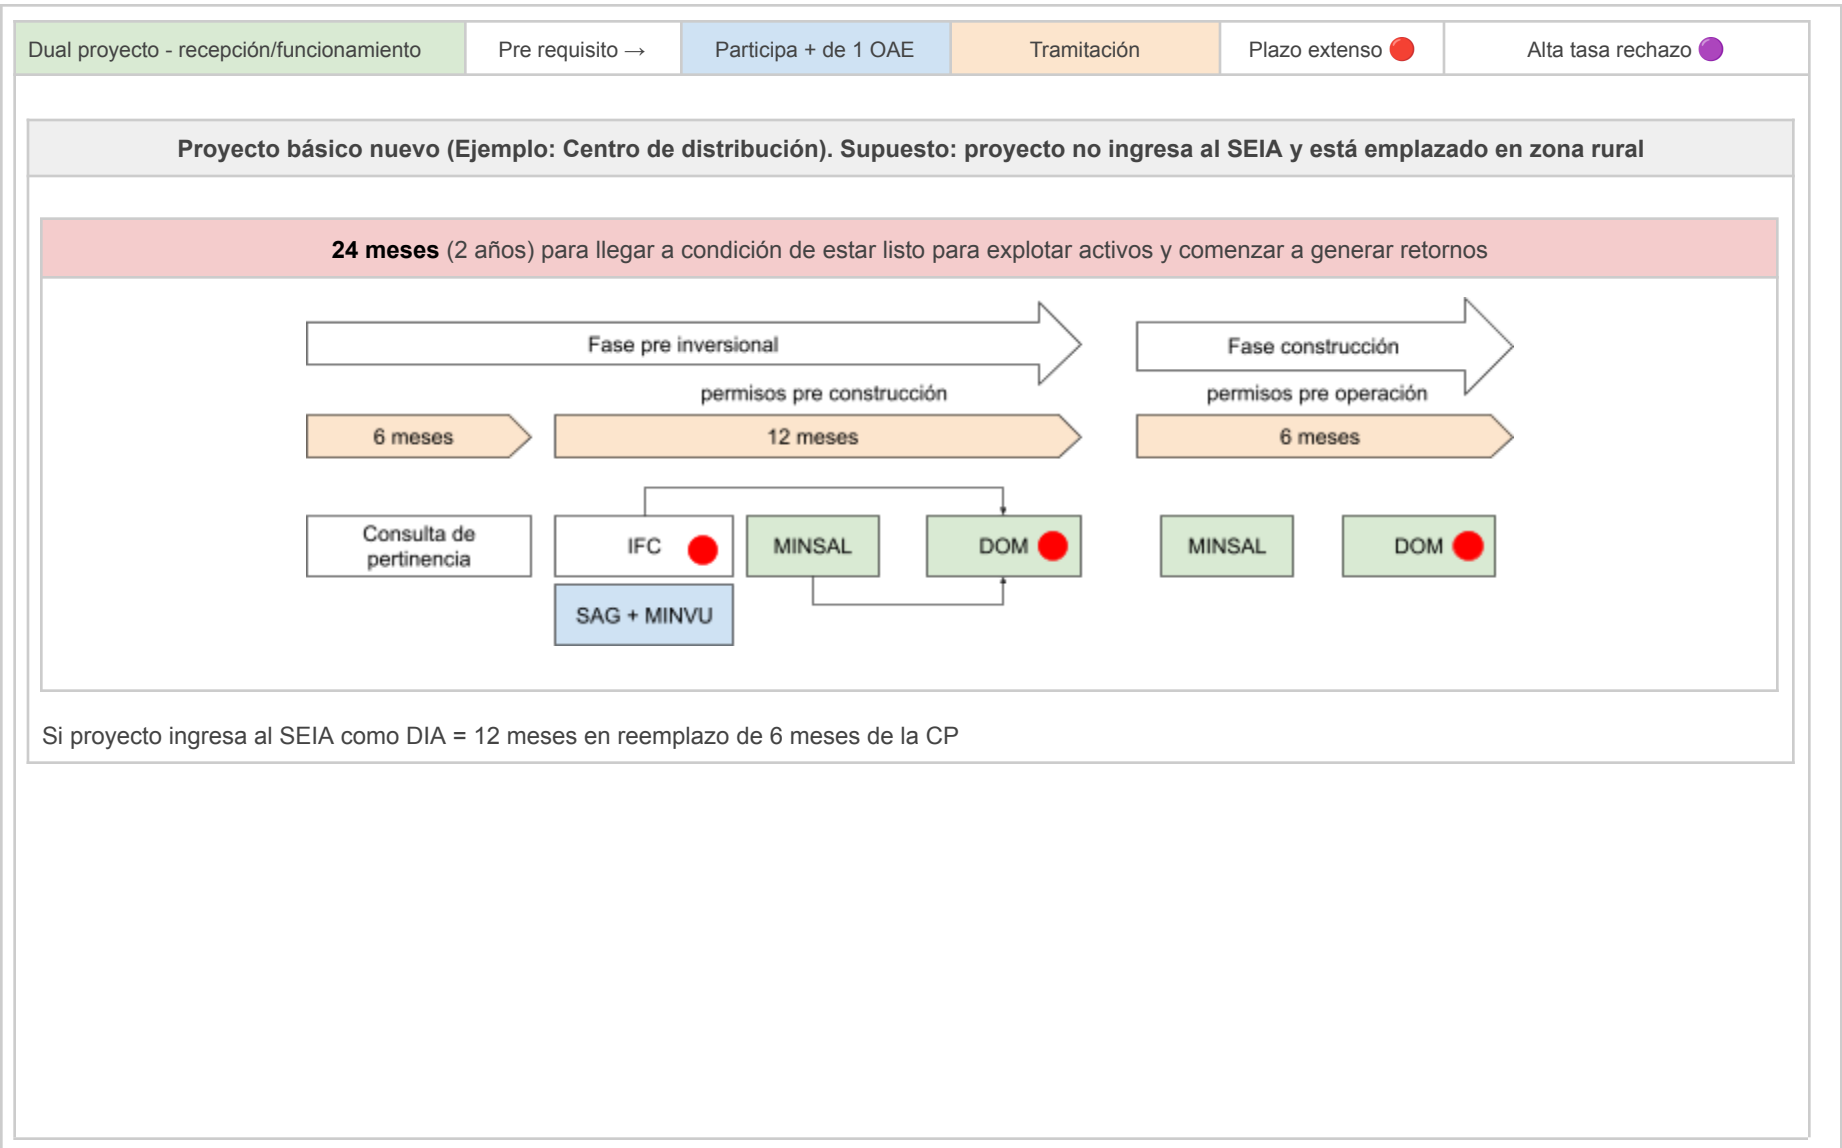 Dual proyecto - recepción/funcionamiento
Pre requisito →
Participa + de 1 OAE
Tramitación
Plazo extenso 🔴
Alta tasa rechazo 🟣
Proyecto básico nuevo (Ejemplo: Centro de distribución). Supuesto: proyecto no ingresa al SEIA y está emplazado en zona rural
24 meses (2 años) para llegar a condición de estar listo para explotar activos y comenzar a generar retornos
Fase pre inversional
Fase construcción
permisos pre construcción
permisos pre operación
6 meses
12 meses
6 meses
Consulta de
pertinencia
IFC
MINSAL
DOM
MINSAL
DOM
SAG + MINVU
Si proyecto ingresa al SEIA como DIA = 12 meses en reemplazo de 6 meses de la CP